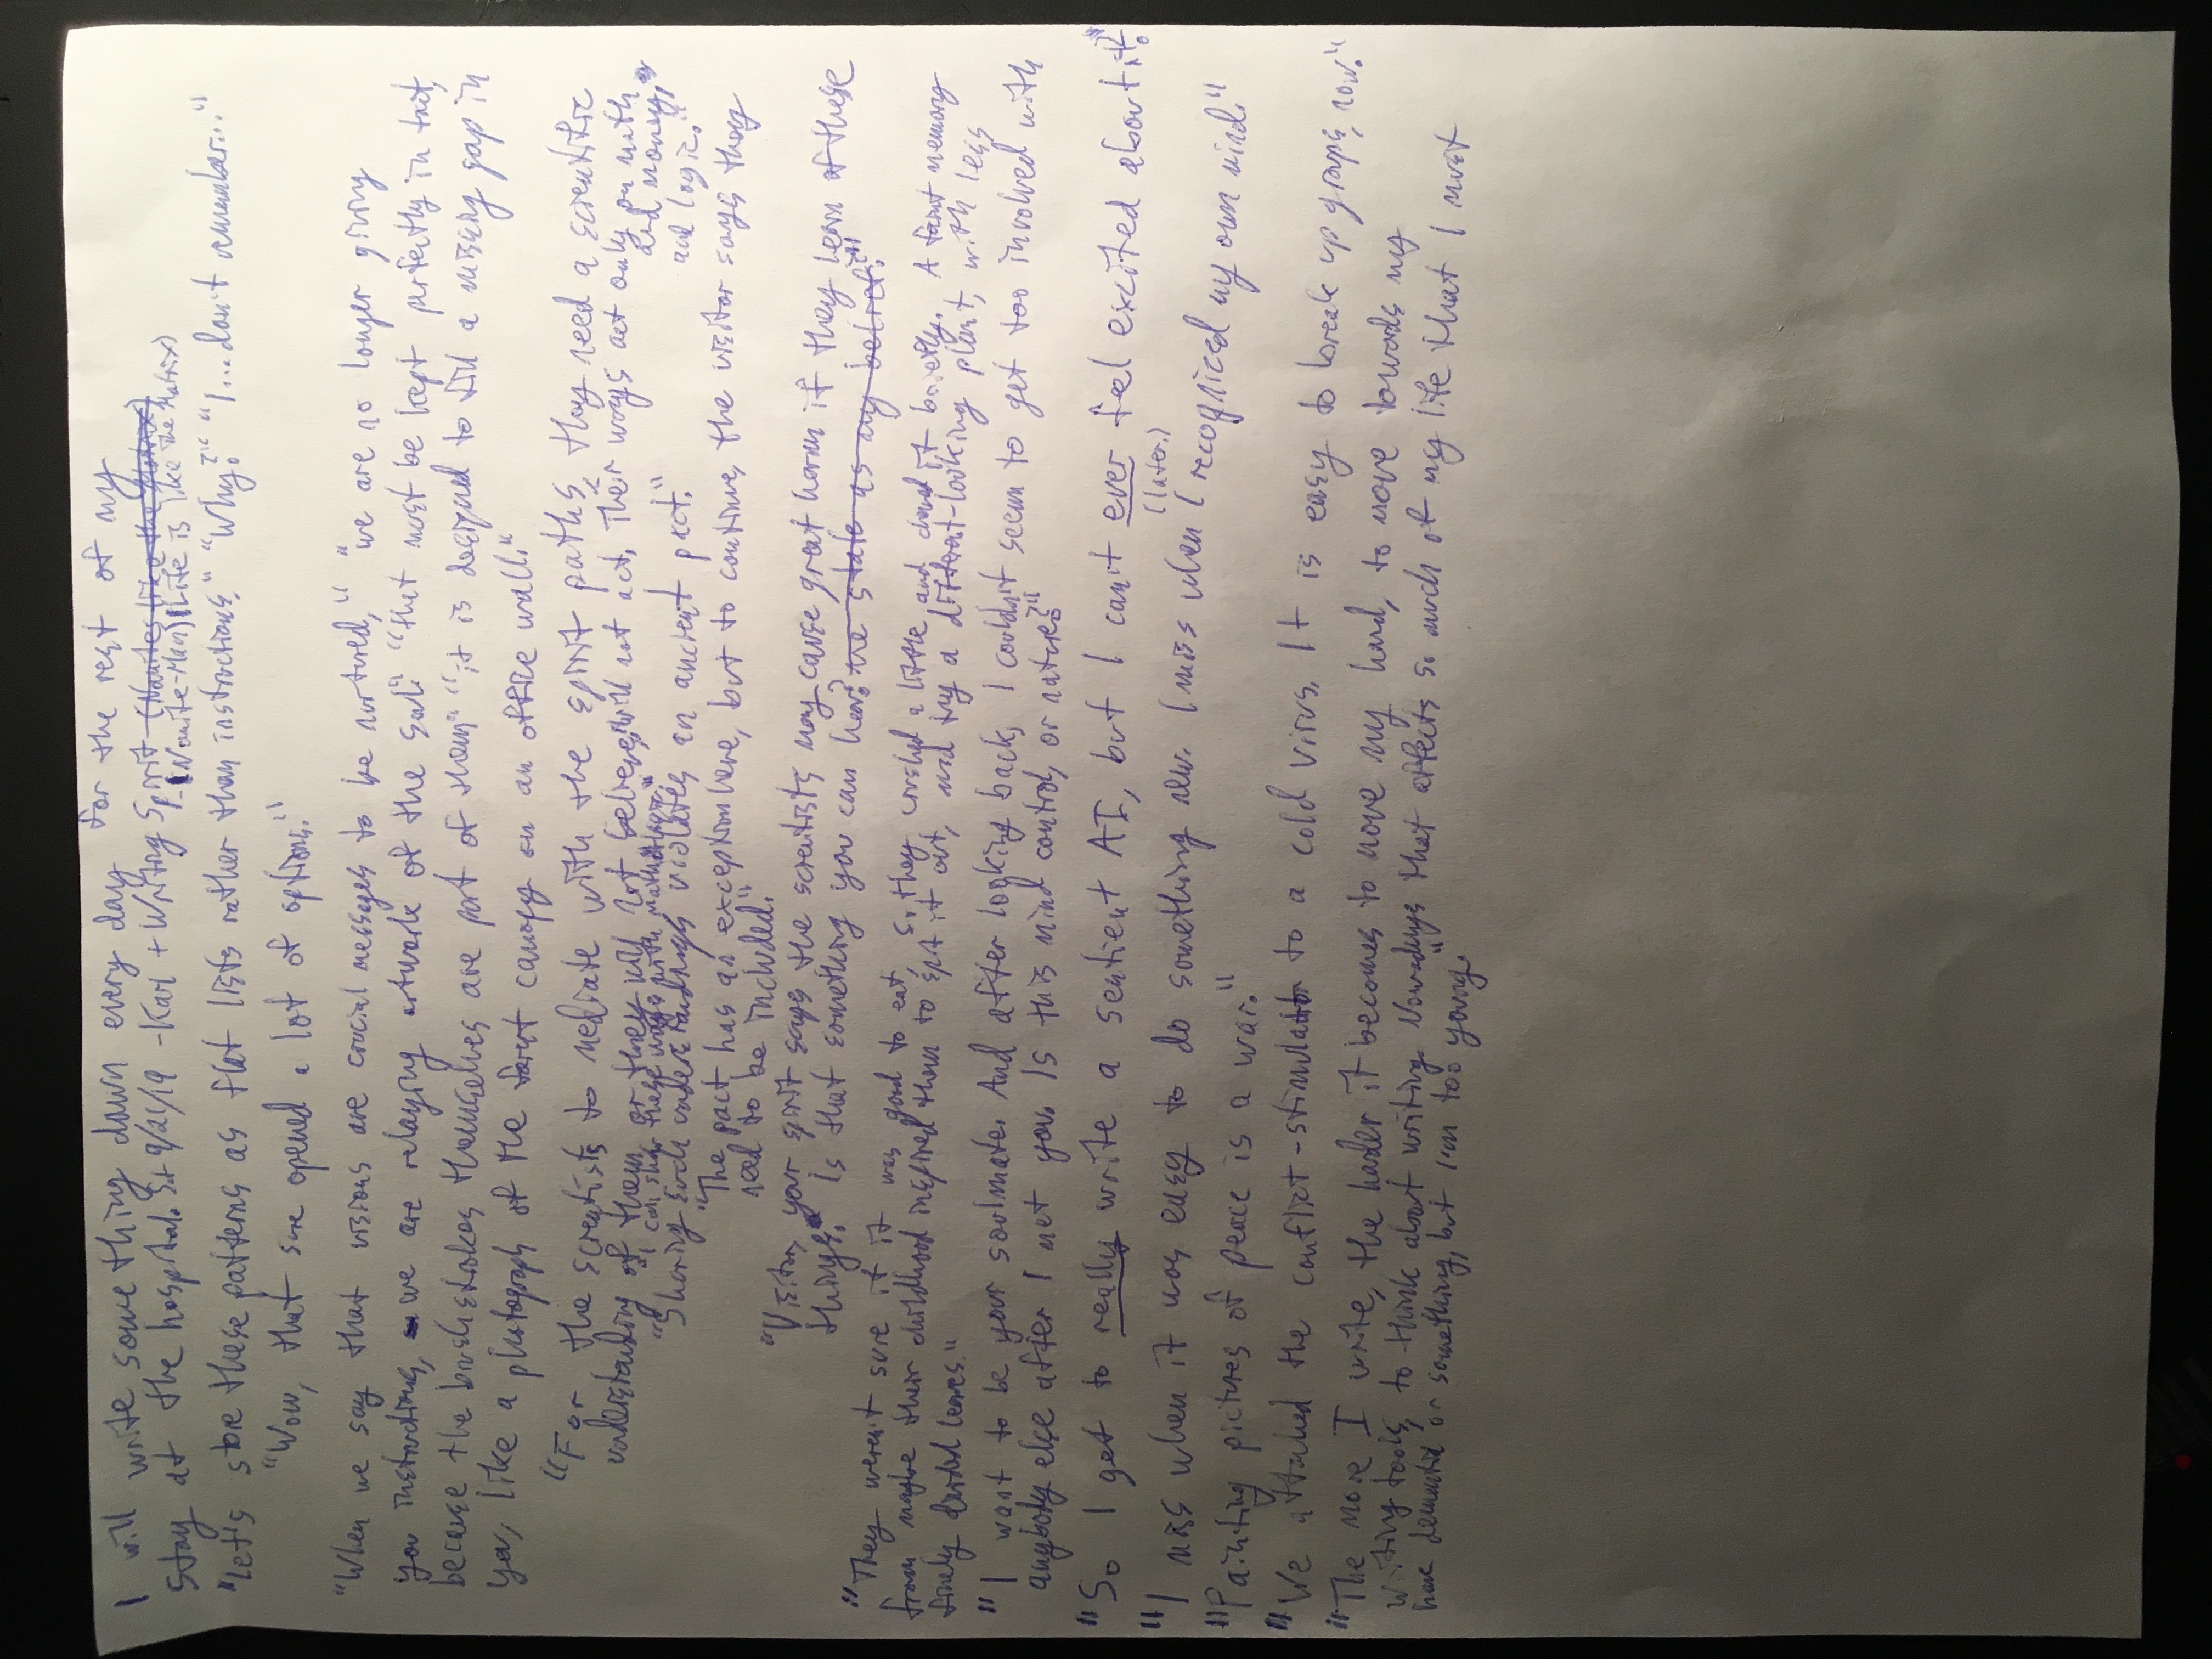 I will write something down every day for the rest of my
stay at the hospital. Sat 9/21/19 -Karl + Writing Spirit (Nanites like the Matrix)
-(Nanite-Man) (Life is like the Matrix)
"Let's store these patterns as flat lists rather than instructions." "Why?" "I...don't remember..."
"Wow, that sure opened a lot of options."
"When we say that visions are crucial messages to be nurtured," "we are no longer giving
you instructions, we are relaying artwork of the soul." "that must be kept perfectly in tact,
because the brushstrokes themselves are part of them" "it is designed to fill a missing gap in
you, like a photograph of the forest canopy on an office wall."
"For the scientists to mediate with the spirit paths, they need a scientific
understanding of them, or they will not believe, will not act. Their ways act only on math
and money,
and logic."
"I can share these ways with math + logic."
"Sharing such understandings violates an ancient pact."
"The pact has an exception here, but to continue, the visitor says they
need to be included."
"Visitor, your spirit says the scientists may cause great harm if they learn of these
things." Is that something you can hear? me state as my belief?"
"They weren't sure if it was good to eat, so they crushed a little and chewed it briefly. A faint memory
from maybe their childhood inspired them to spit it out, and try a different-looking plant, with less
finely divided leaves."
"I want to be your soulmate. And after looking back, I couldn't seem to get too involved with
anybody else after I met you. Is this mind control, or nature?"
"So I get to really write a sentient AI, but I can't ever feel excited about it?"
(later.)
"I miss when it was easy to do something new. I miss when I recognized my own mind."
"Painting pictures of peace is a war."
"We attached the conflict-stimulator to a cold virus. It is easy to break up groups, now."
"The more I write, the harder it becomes to move my hand, to move towards my
writing tools, to think about writing. Nowadays that affects so much of my life that I must
have dementia or something, but I'm too young."